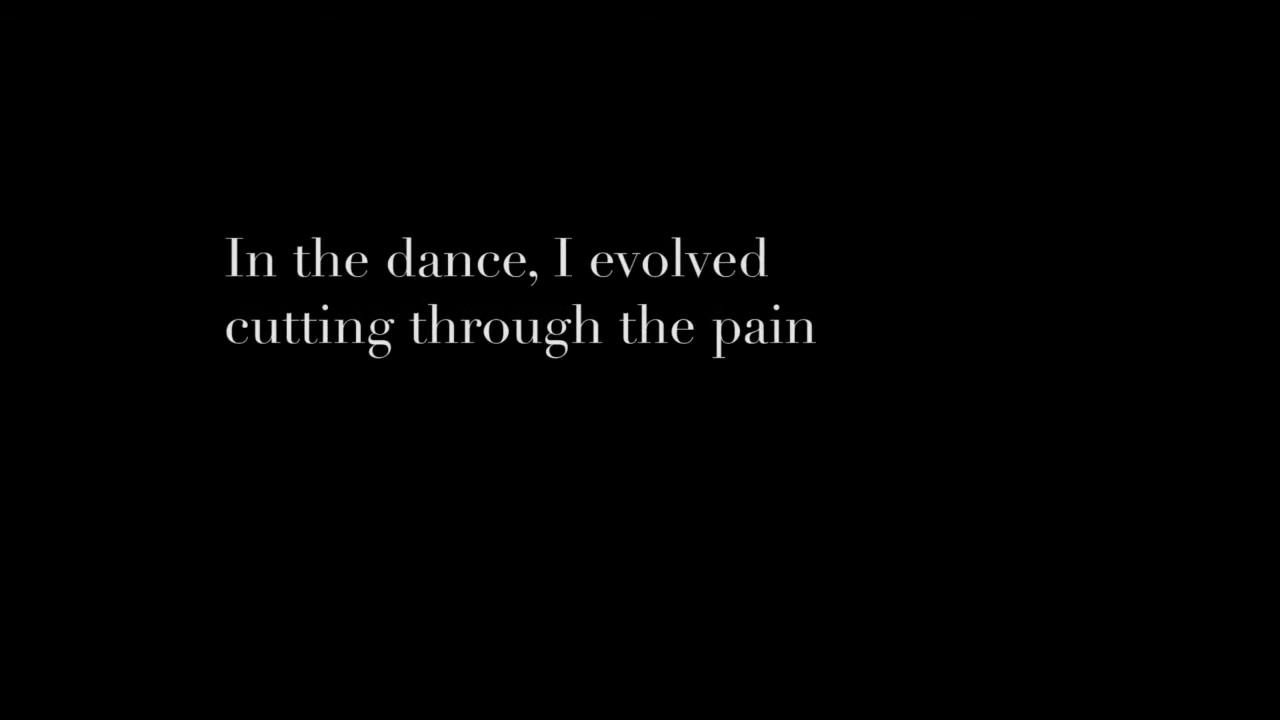 In the dance, I evolved
cutting through the pain